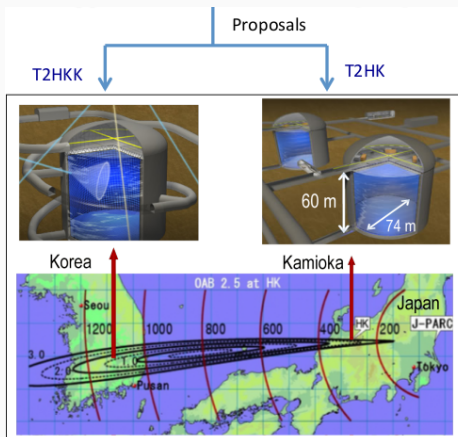 Proposals
T2HKK
T2HK
60 m
74 m
Korea
Kamioka
OAB 2.5 at HK
Seou
Japan
1200
1000
800
600
400
HK
200
J-PARC
3.0
2.0
1.0
Tokyo
Pusan